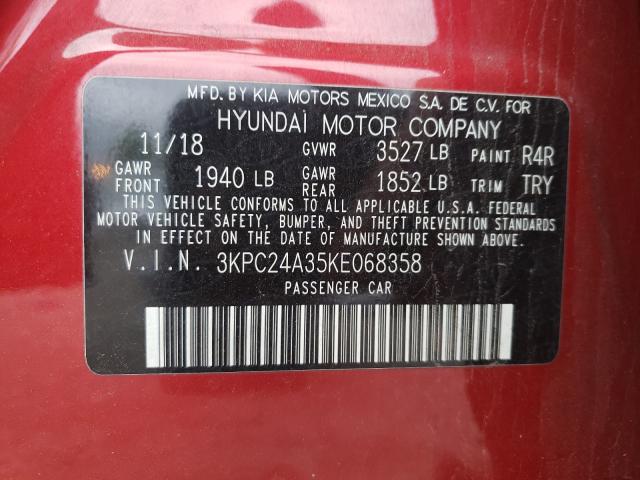 MFD. BY KIA MOTORS MEXICO S.A. DE C.V. FOR
HYUNDAI MOTOR COMPANY
11/18 GVWR 3527 LB PAINT R4R
GAWR FRONT 1940 LB GAWR REAR 1852 LB TRIM TRY
THIS VEHICLE CONFORMS TO ALL APPLICABLE U.S.A. FEDERAL
MOTOR VEHICLE SAFETY, BUMPER, AND THEFT PREVENTION STANDARDS
IN EFFECT ON THE DATE OF MANUFACTURE SHOWN ABOVE.
V.I.N. 3KPC24A35KE068358
PASSENGER CAR